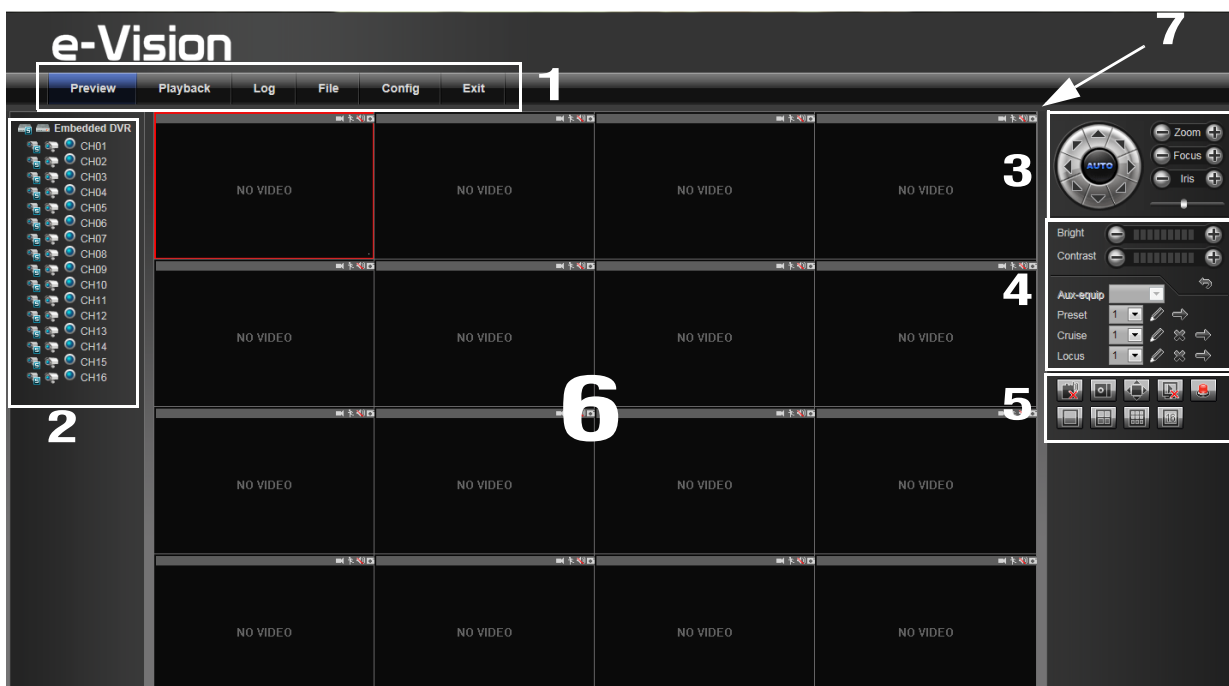 e-Vision
7
Preview Playback Log File Config Exit 1
Embedded DVR
CH01
CH02
CH03
CH04
CH05
CH06
CH07
CH08
CH09
CH10
CH11
CH12
CH13
CH14
CH15
CH16
2
NO VIDEO NO VIDEO NO VIDEO NO VIDEO
NO VIDEO NO VIDEO NO VIDEO NO VIDEO
6
NO VIDEO NO VIDEO NO VIDEO NO VIDEO
NO VIDEO NO VIDEO NO VIDEO NO VIDEO
3
AUTO
Zoom
Focus
Iris
4
Bright
Contrast
Aux-equip
Preset 1
Cruise 1
Locus 1
5
16